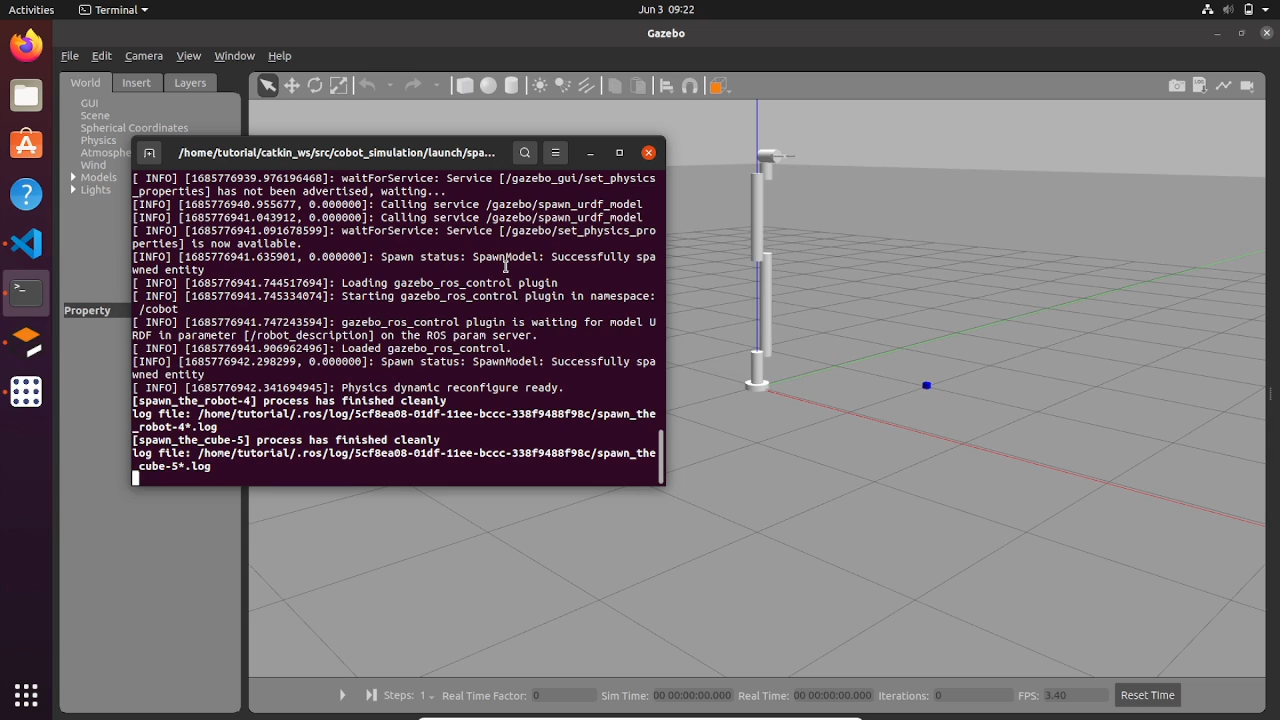 Activities
Terminal
Jun 3 09:22
Gazebo
File Edit Camera View Window Help
World Insert Layers
GUI
Scene
Spherical Coordinates
Physics
Atmosphe
Wind
Models
Lights
Property
/home/tutorial/catkin_ws/src/cobot_simulation/launch/spa...
[ INFO] [1685776939.976196468]: waitForService: Service [/gazebo_gui/set_physics
_properties] has not been advertised, waiting...
[INFO] [1685776940.955677, 0.000000]: Calling service /gazebo/spawn_urdf_model
[INFO] [1685776941.043912, 0.000000]: Calling service /gazebo/spawn_urdf_model
[ INFO] [1685776941.091678599]: waitForService: Service [/gazebo/set_physics_pro
perties] is now available.
[INFO] [1685776941.635901, 0.000000]: Spawn status: SpawnModel: Successfully spa
wned entity
[ INFO] [1685776941.744517694]: Loading gazebo_ros_control plugin
[ INFO] [1685776941.745334074]: Starting gazebo_ros_control plugin in namespace:
/cobot
[ INFO] [1685776941.747243594]: gazebo_ros_control plugin is waiting for model U
RDF in parameter [/robot_description] on the ROS param server.
[ INFO] [1685776941.906962496]: Loaded gazebo_ros_control.
[INFO] [1685776942.298299, 0.000000]: Spawn status: SpawnModel: Successfully spa
wned entity
[ INFO] [1685776942.341694945]: Physics dynamic reconfigure ready.
[spawn_the_robot-4] process has finished cleanly
log file: /home/tutorial/.ros/log/5cf8ea08-01df-11ee-bccc-338f9488f98c/spawn_the
_robot-4*.log
[spawn_the_cube-5] process has finished cleanly
log file: /home/tutorial/.ros/log/5cf8ea08-01df-11ee-bccc-338f9488f98c/spawn_the
_cube-5*.log
Steps: 1 Real Time Factor: 0 Sim Time: 00 00:00:00.000 Real Time: 00 00:00:00.000 Iterations: 0 FPS: 3.40 Reset Time